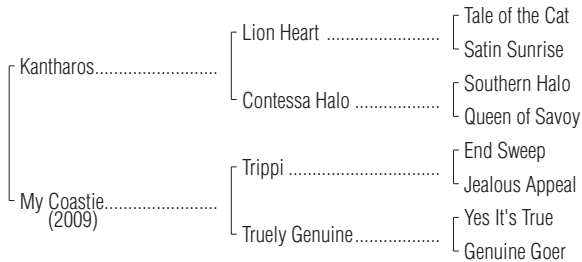 Tale of the Cat
Lion Heart ....................
Satin Sunrise
Kantharos......................
Southern Halo
Contessa Halo ...............
Queen of Savoy
End Sweep
Trippi ...........................
Jealous Appeal
My Coastie....................
(2009)
Yes It's True
Truely Genuine...............
Genuine Goer